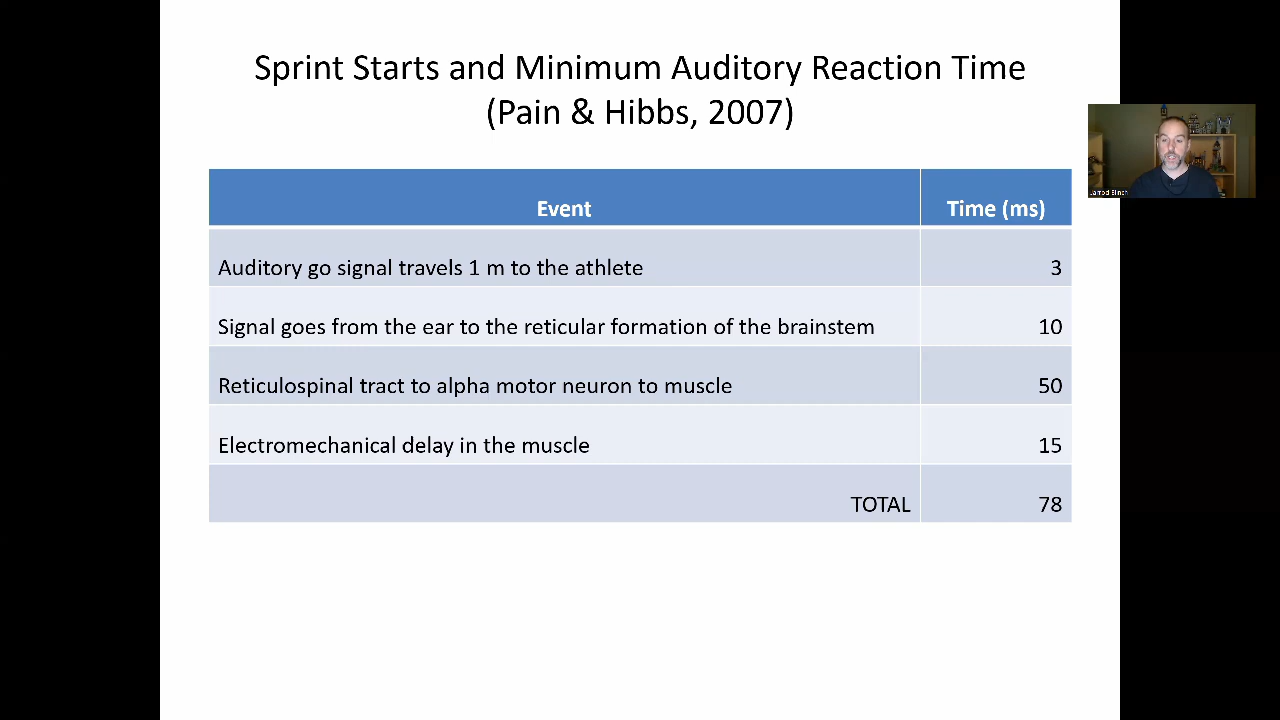 Sprint Starts and Minimum Auditory Reaction Time
(Pain & Hibbs, 2007)
Event Time (ms)
Auditory go signal travels 1 m to the athlete 3
Signal goes from the ear to the reticular formation of the brainstem 10
Reticulospinal tract to alpha motor neuron to muscle 50
Electromechanical delay in the muscle 15
TOTAL 78
Jarrod Blinch